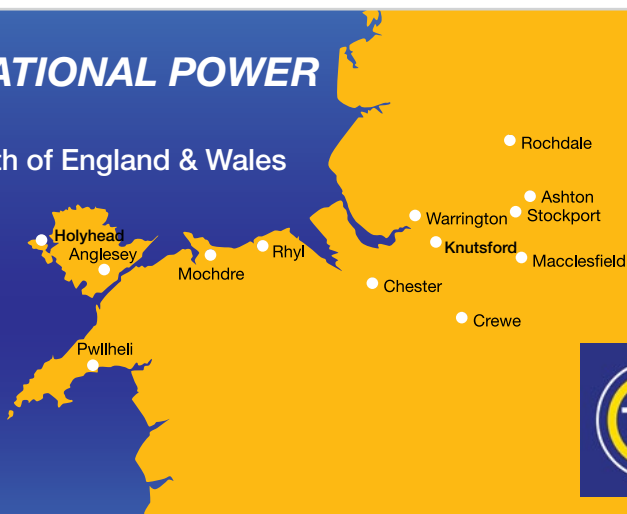 ATIONAL POWER
th of England & Wales
Rochdale
Ashton
Stockport
Warrington
Holyhead
Anglesey
Rhyl
Knutsford
Macclesfield
Mochdre
Chester
Crewe
Pwllheli